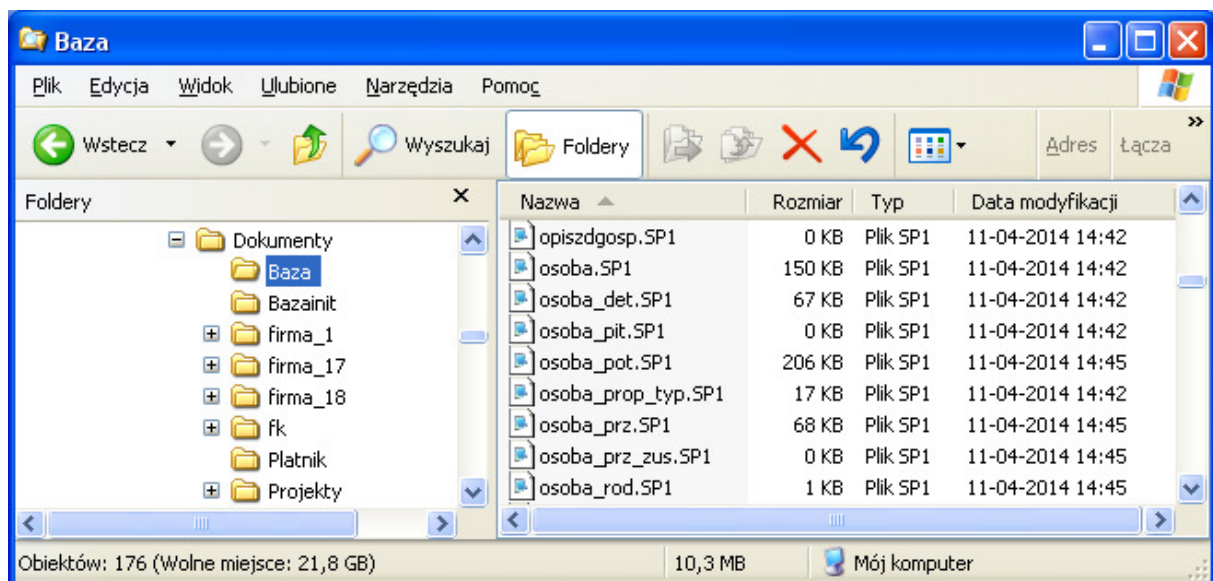 Baza
Plik Edycja Widok Ulubione Narzędzia Pomoc
Wstecz Wyszukaj Foldery Adres Łącza »
Foldery x Nazwa Rozmiar Typ Data modyfikacji
Dokumenty opiszdgosp.SP1 0 KB Plik SP1 11-04-2014 14:42
Baza osoba.SP1 150 KB Plik SP1 11-04-2014 14:42
Bazainit osoba_det.SP1 67 KB Plik SP1 11-04-2014 14:42
firma_1 osoba_pit.SP1 0 KB Plik SP1 11-04-2014 14:42
firma_17 osoba_pot.SP1 206 KB Plik SP1 11-04-2014 14:45
firma_18 osoba_prop_typ.SP1 17 KB Plik SP1 11-04-2014 14:42
fk osoba_prz.SP1 68 KB Plik SP1 11-04-2014 14:45
Platnik osoba_prz_zus.SP1 0 KB Plik SP1 11-04-2014 14:45
Projekty osoba_rod.SP1 1 KB Plik SP1 11-04-2014 14:45
Obiektów: 176 (Wolne miejsce: 21,8 GB) 10,3 MB Mój komputer